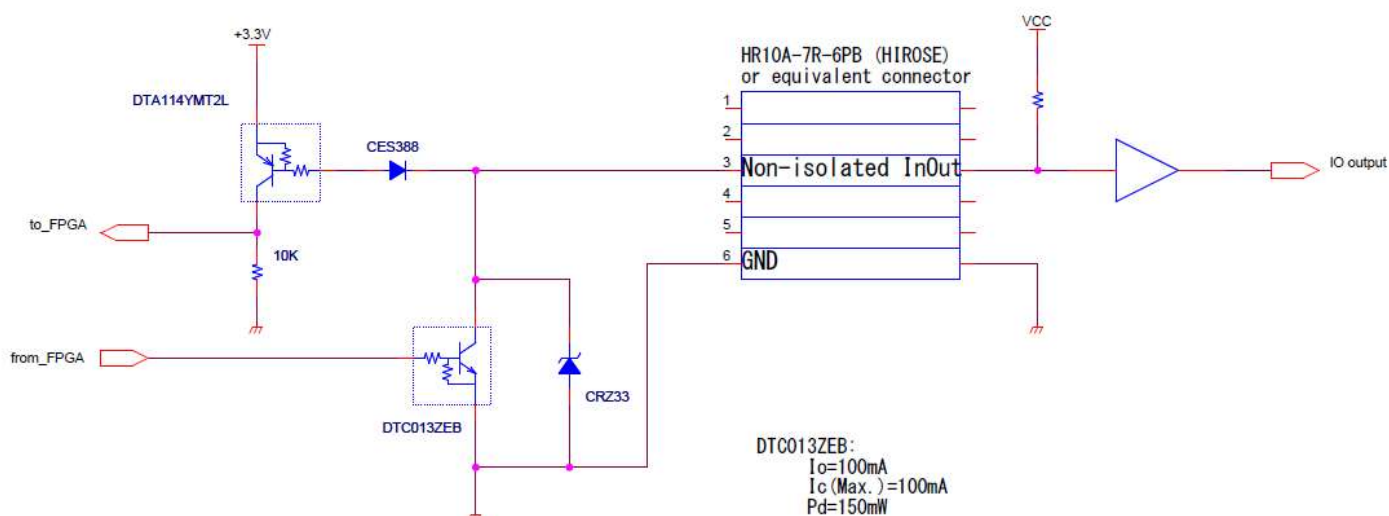 +3.3V
VCC
HR10A-7R-6PB (HIROSE)
or equivalent connector
DTA114YMT2L
CES388
1
2
3 Non-isolated InOut
IO output
4
5
6 GND
to_FPGA
10K
from_FPGA
CRZ33
DTC013ZEB
DTC013ZEB:
Io=100mA
Ic(Max.)=100mA
Pd=150mW